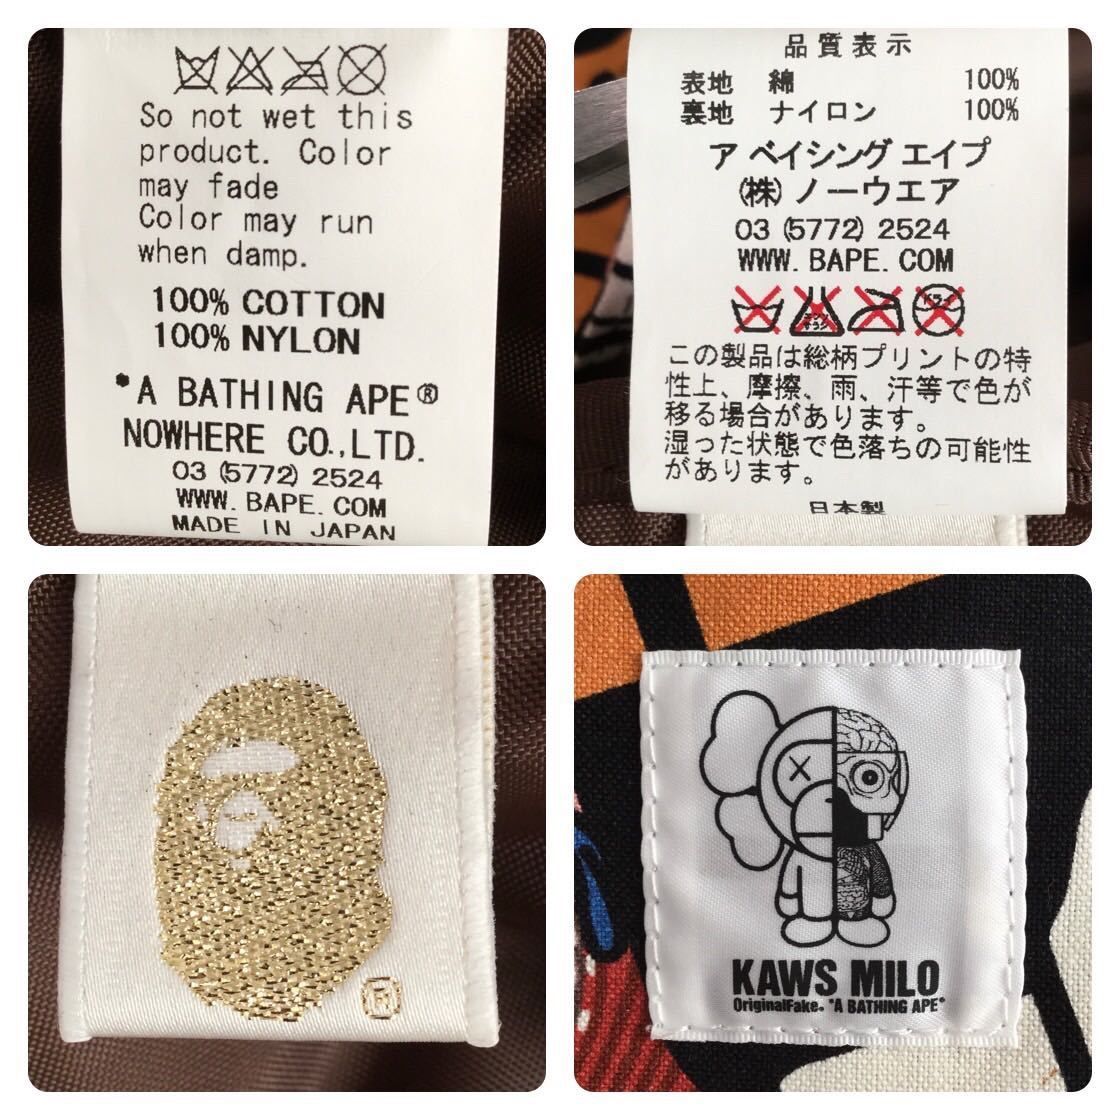 So not wet this
product. Color
may fade
Color may run
when damp.
100% COTTON
100% NYLON
*A BATHING APE®
NOWHERE CO.,LTD.
03 (5772) 2524
WWW. BAPE. COM
MADE IN JAPAN
品質表示
表地 綿 100%
裏地 ナイロン 100%
ア ベイシング エイプ
(株) ノーウエア
03 (5772) 2524
WWW. BAPE. COM
ドライ
この製品は総柄プリントの特
性上、摩擦、雨、汗等で色が
移る場合があります。
湿った状態で色落ちの可能性
があります。
日本製
®
KAWS MILO
OriginalFake. *A BATHING APE®